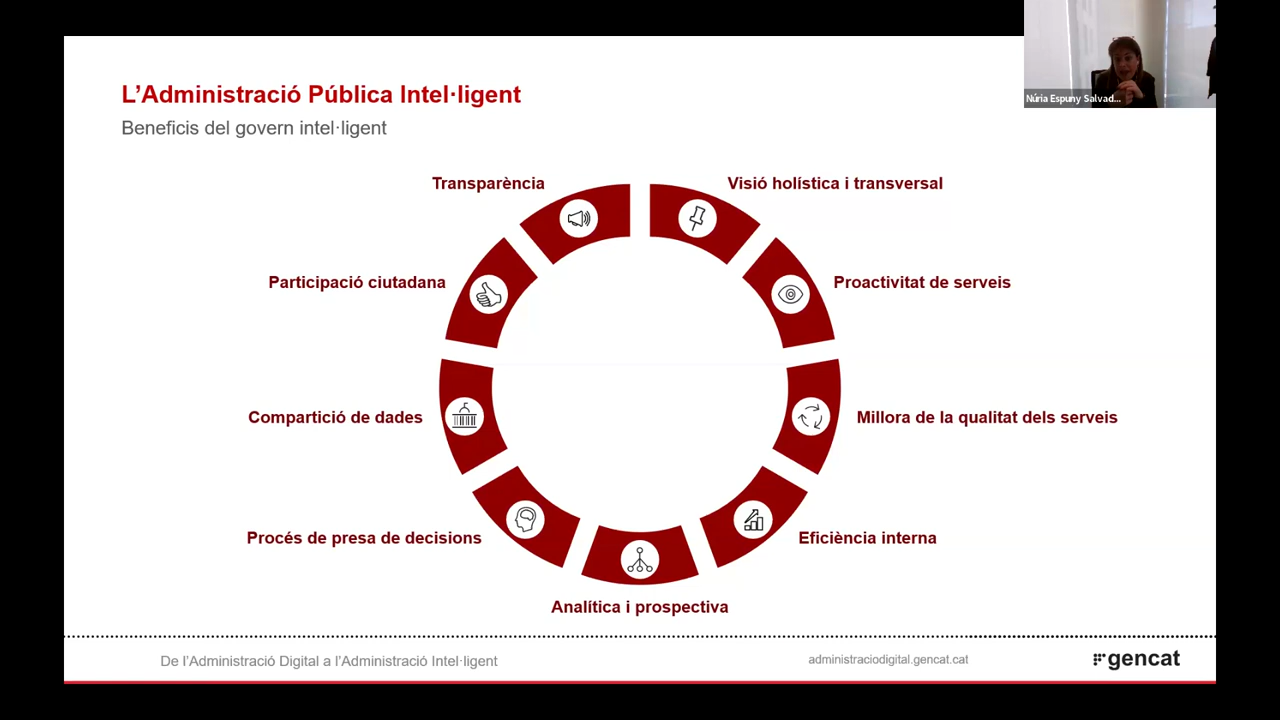 L’Administració Pública Intel·ligent
Beneficis del govern intel·ligent
Núria Espuny Salvad...
Transparència
Visió holística i transversal
Participació ciutadana
Proactivitat de serveis
Compartició de dades
Millora de la qualitat dels serveis
Procés de presa de decisions
Eficiència interna
Analítica i prospectiva
De l’Administració Digital a l’Administració Intel·ligent
administraciodigital.gencat.cat
gencat